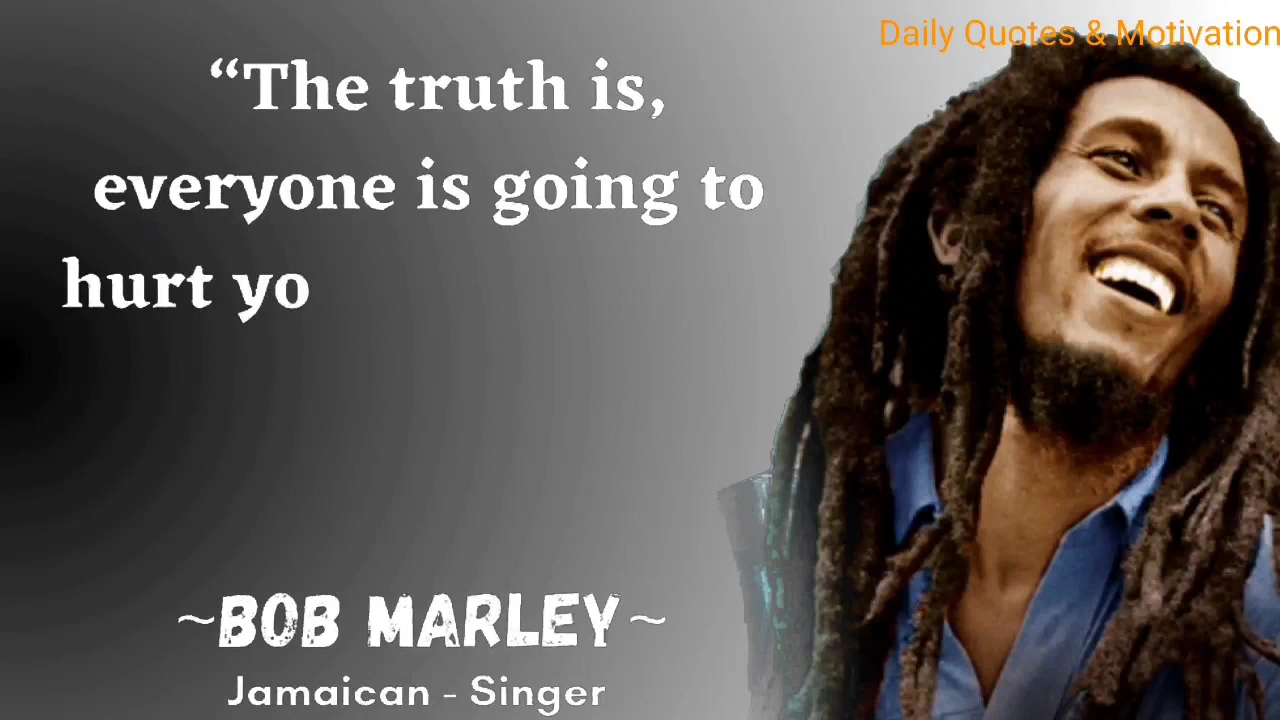 Daily Quotes & Motivation
“The truth is,
everyone is going to
hurt yo
~BOB MARLEY~
Jamaican - Singer